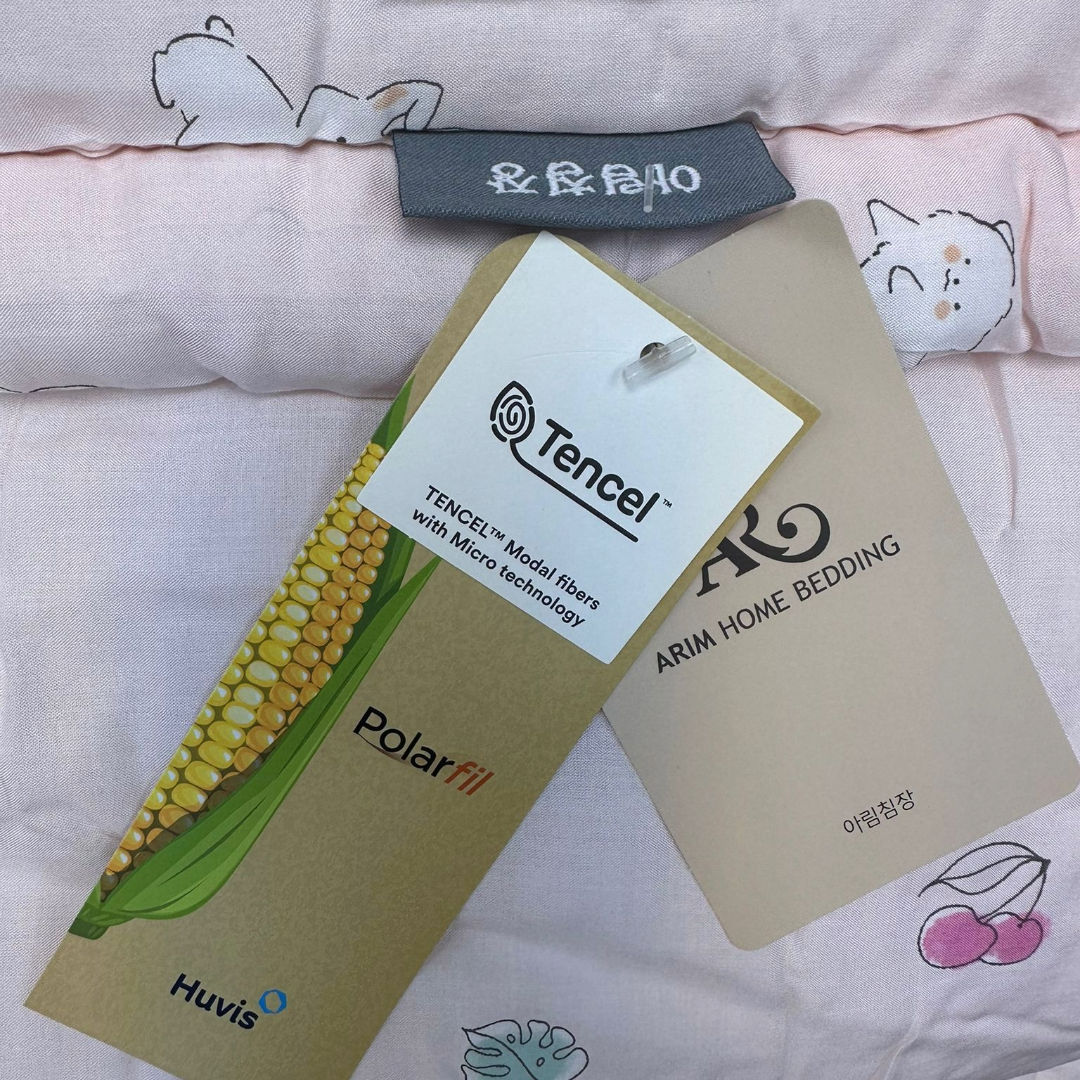 Tencel™
TENCEL™ Modal fibers
with Micro technology
Polarfil
Huvis
ARIM HOME BEDDING
아림침장